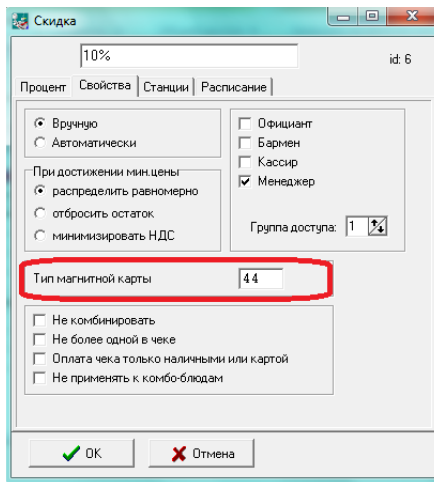 Скидка
10%
id: 6
Процент Свойства Станции Расписание
Вручную
Автоматически
При достижении мин.цены
распределить равномерно
отбросить остаток
минимизировать НДС
Официант
Бармен
Кассир
Менеджер
Группа доступа: 1
Тип магнитной карты 44
Не комбинировать
Не более одной в чеке
Оплата чека только наличными или картой
Не применять к комбо-блюдам
OK Отмена